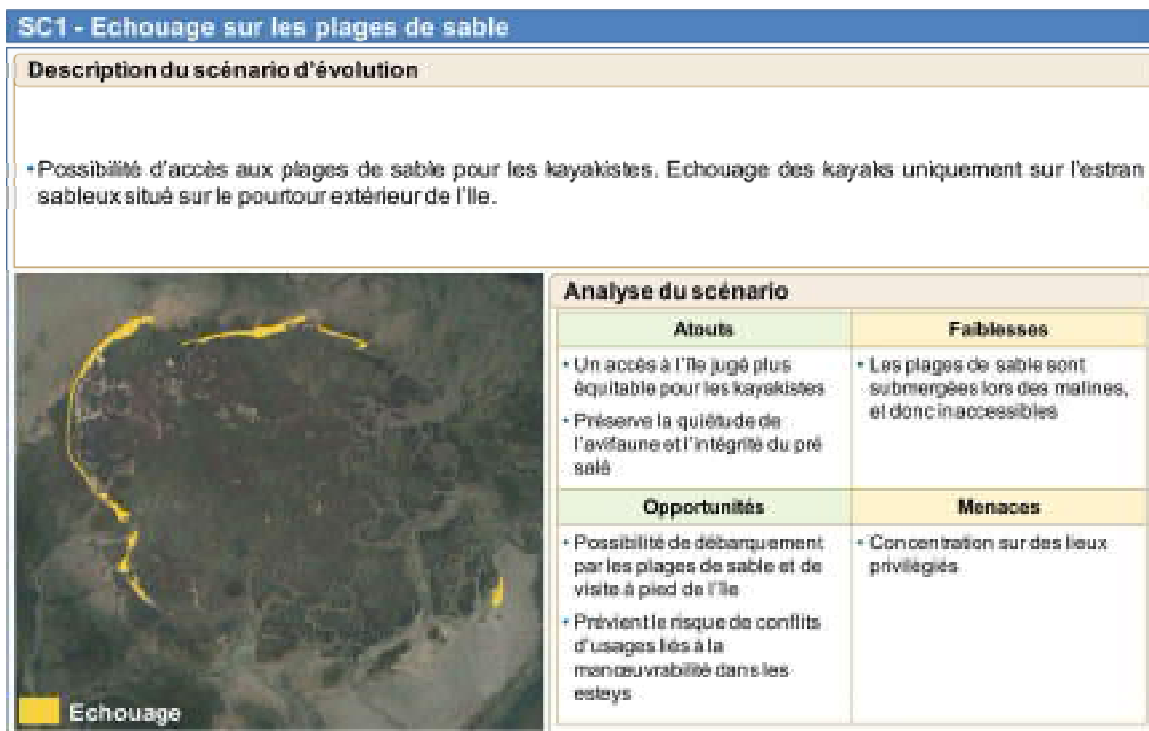 SC1 - Echouage sur les plages de sable
Description du scénario d'évolution
• Possibilité d'accès aux plages de sable pour les kayakistes. Echouage des kayaks uniquement sur l'estran
sableux situé sur le pourtour extérieur de l'île.
Echouage
Analyse du scénario
Atouts
• Un accès à l'île jugé plus
équitable pour les kayakistes
• Préserve la quiétude de
l'avifaune et l'intégrité du pré
salé
Faiblesses
• Les plages de sable sont
submergées lors des malines,
et donc inaccessibles
Opportunités
• Possibilité de débarquement
par les plages de sable et de
visite à pied de l'île
• Prévient le risque de conflits
d'usages liés à la
manœuvrabilité dans les
esteys
Menaces
• Concentration sur des lieux
privilégiés